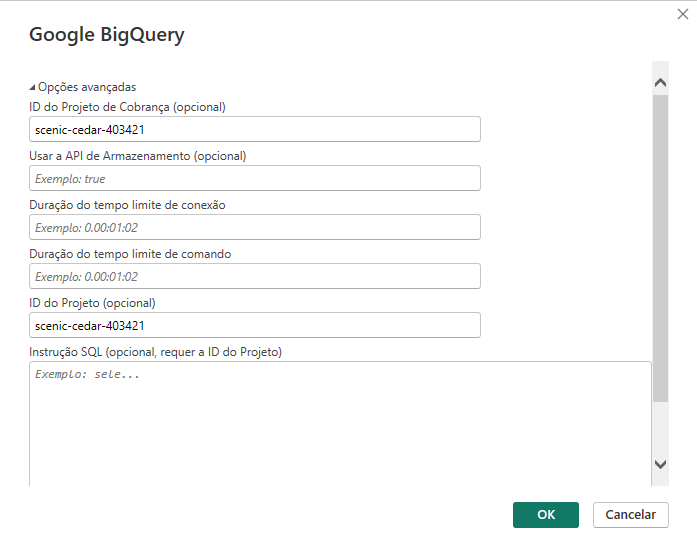 Google BigQuery
Opções avançadas
ID do Projeto de Cobrança (opcional)
scenic-cedar-403421
Usar a API de Armazenamento (opcional)
Exemplo: true
Duração do tempo limite de conexão
Exemplo: 0.00:01:02
Duração do tempo limite de comando
Exemplo: 0.00:01:02
ID do Projeto (opcional)
scenic-cedar-403421
Instrução SQL (opcional, requer a ID do Projeto)
Exemplo: sele...
OK
Cancelar